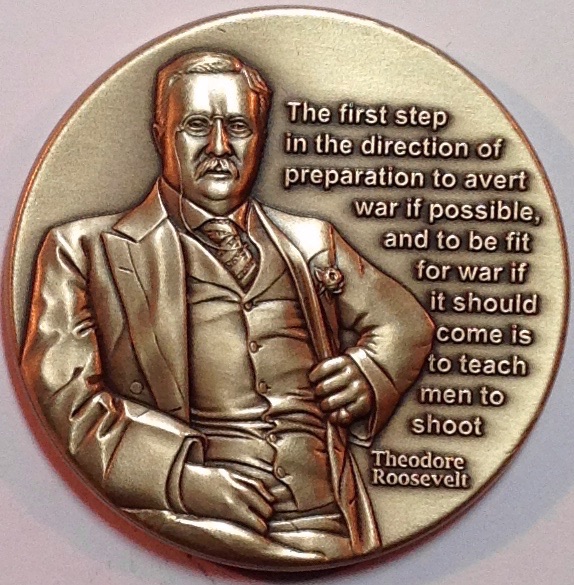 The first step
in the direction of
preparation to avert
war if possible,
and to be fit
for war if
it should
come is
to teach
men to
shoot
Theodore
Roosevelt